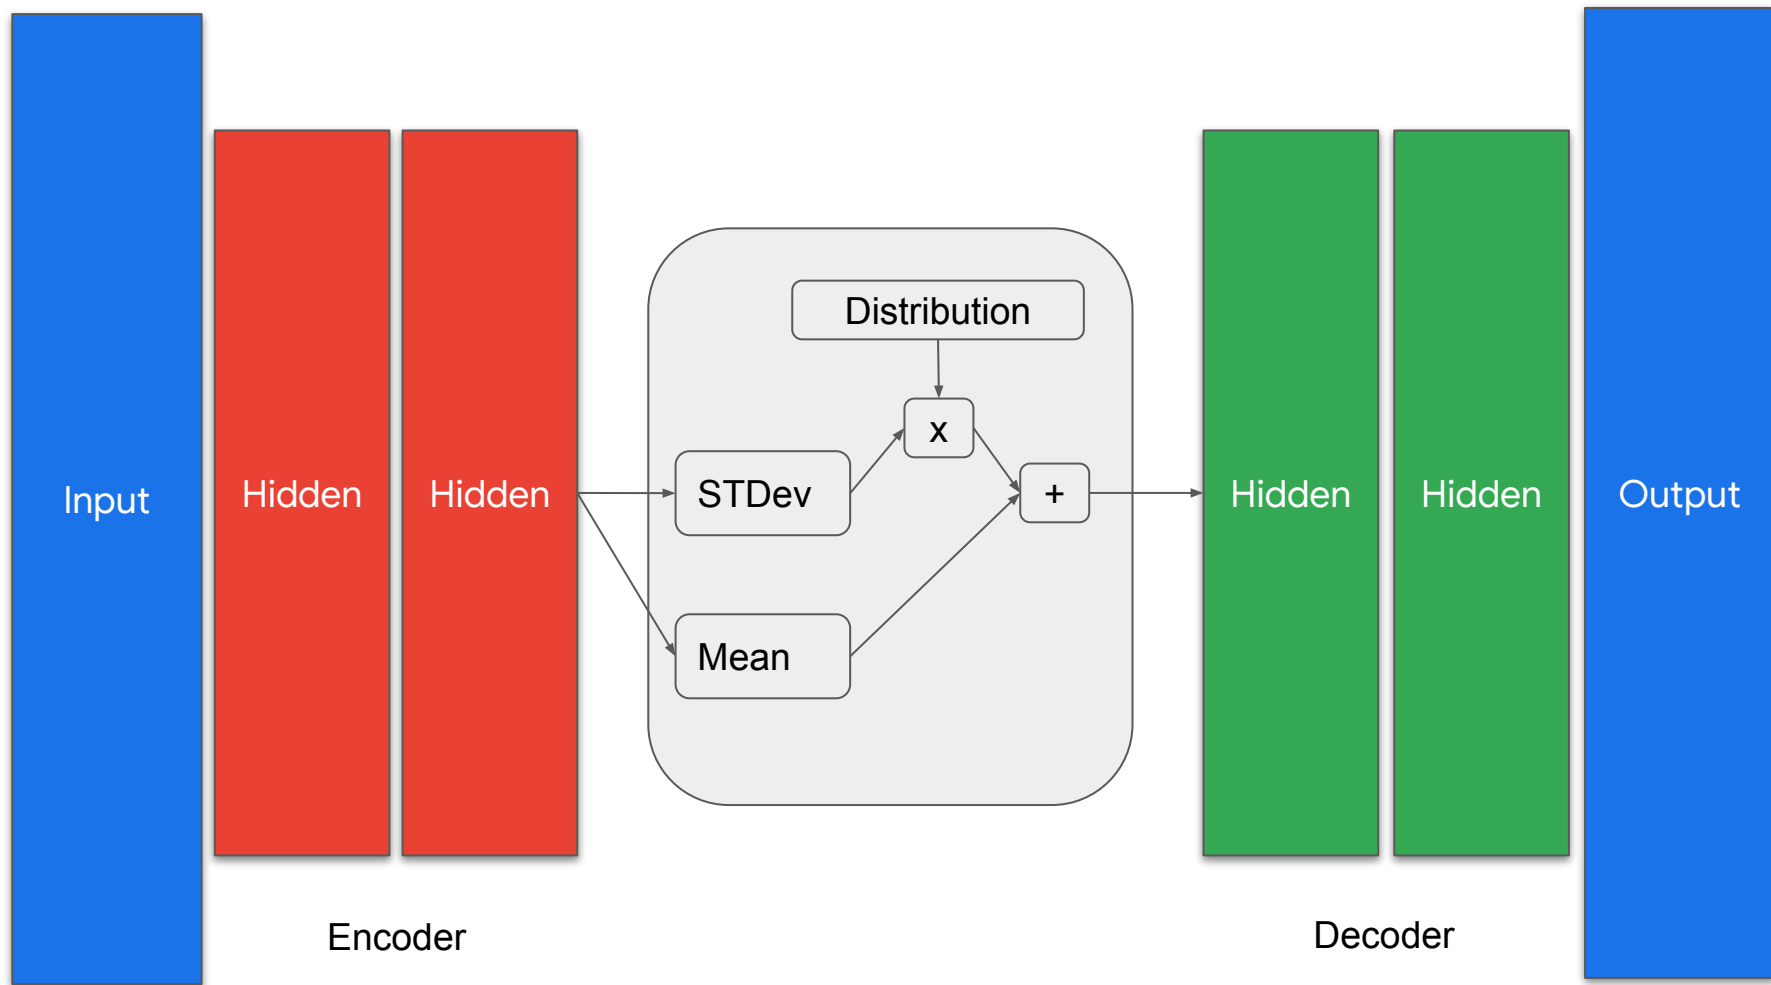 Input
Hidden
Hidden
Distribution
x
STDev
+
Mean
Hidden
Hidden
Output
Encoder
Decoder